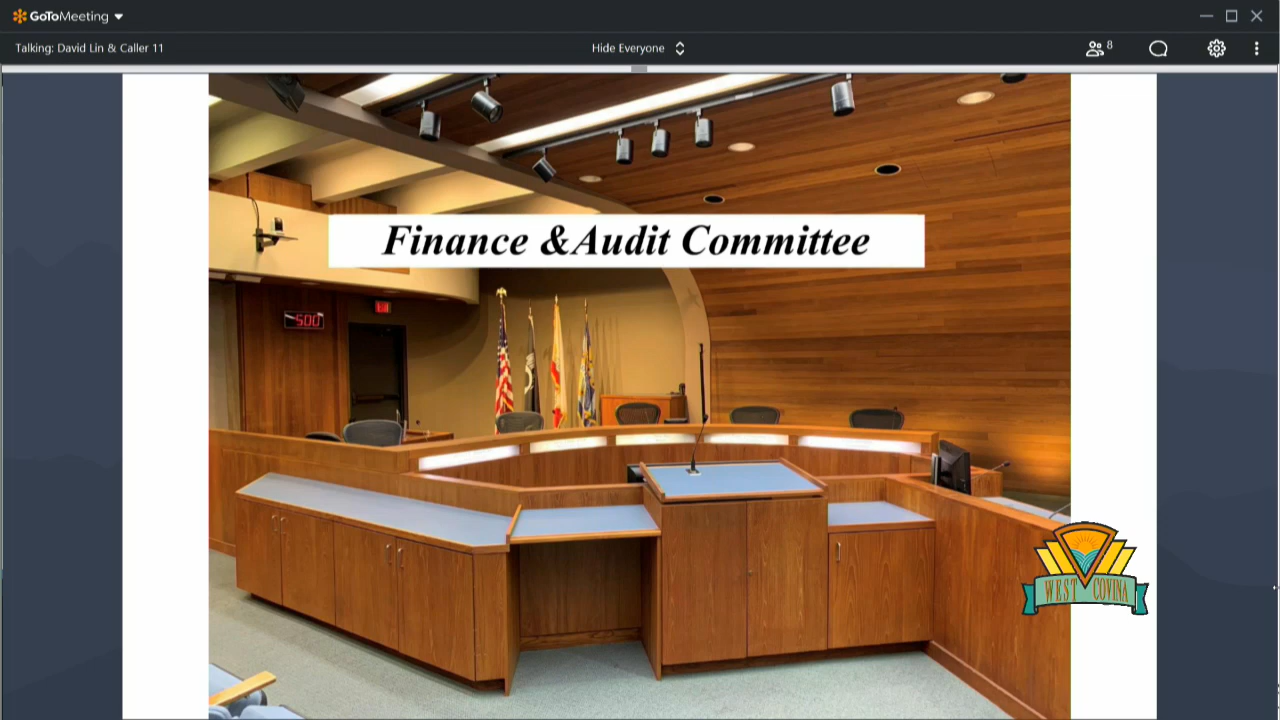 GoToMeeting
Talking: David Lin & Caller 11
Hide Everyone
8
Finance &Audit Committee
500
WEST COVINA